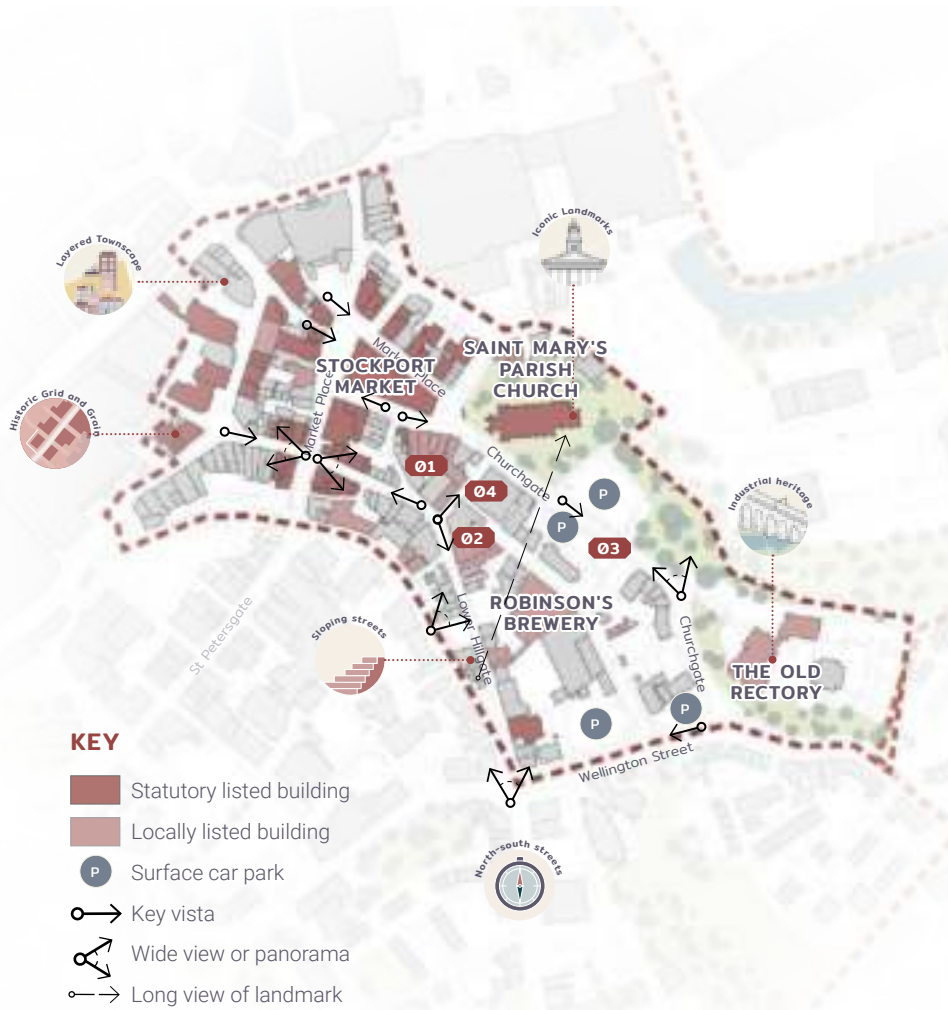 Iconic Landmarks
Layered Townscape
Market Place
STOCKPORT
MARKET
SAINT MARY'S
PARISH
CHURCH
Market Place
Historic Grid and Grain
Churchgate
01
04
02
03
P
P
Industrial heritage
ROBINSON'S
BREWERY
Lower Hillgate
St Petersgate
Sloping streets
Churchgate
THE OLD
RECTORY
P
P
Wellington Street
North-south streets
KEY
Statutory listed building
Locally listed building
P Surface car park
Key vista
Wide view or panorama
Long view of landmark